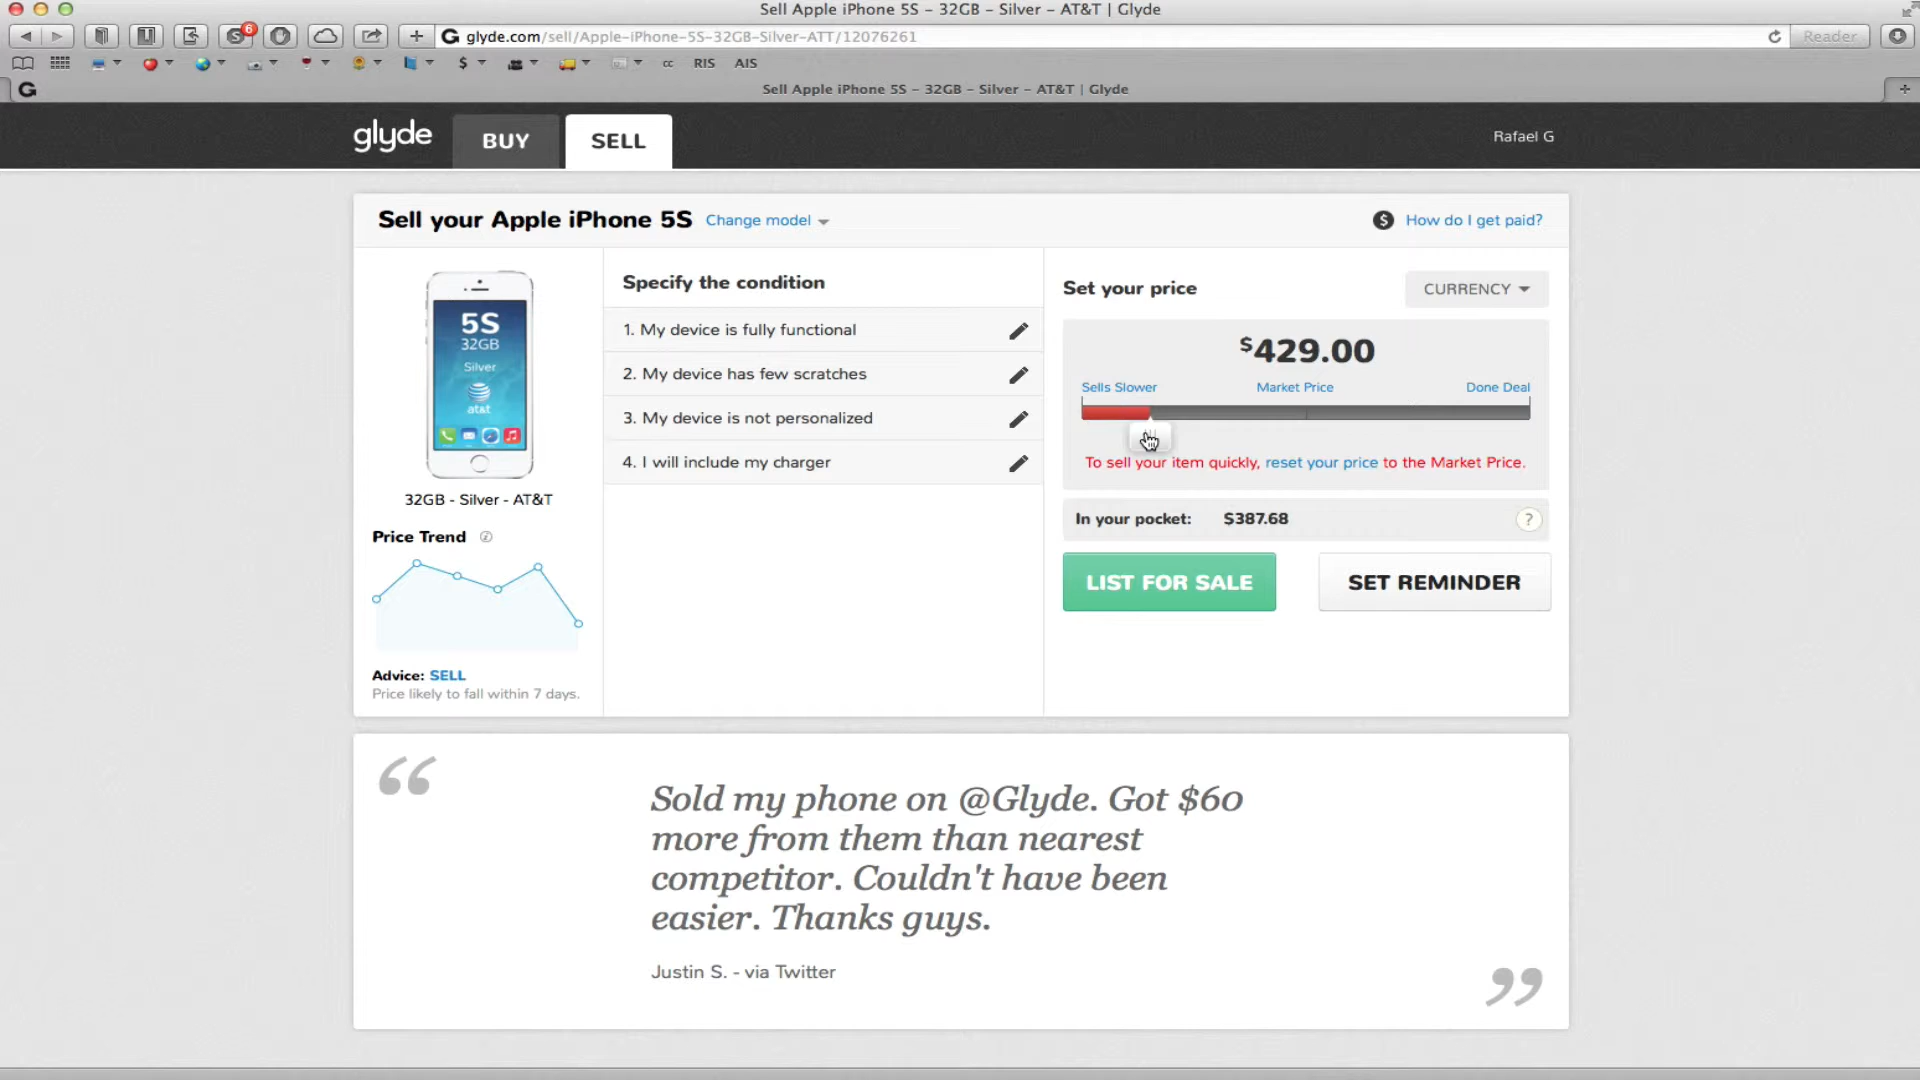 Sell Apple iPhone 5S – 32GB – Silver – AT&T | Glyde
6
glyde.com/sell/Apple-iPhone-5S-32GB-Silver-ATT/12076261
Reader
$
cc
RIS
AIS
G
Sell Apple iPhone 5S – 32GB – Silver – AT&T | Glyde
glyde
BUY
SELL
Rafael G
Sell your Apple iPhone 5S
Change model
$
How do I get paid?
5S
32GB
Silver
at&t
32GB - Silver - AT&T
Price Trend
i
Advice: SELL
Price likely to fall within 7 days.
Specify the condition
1. My device is fully functional
2. My device has few scratches
3. My device is not personalized
4. I will include my charger
Set your price
CURRENCY
$429.00
Sells Slower
Market Price
Done Deal
To sell your item quickly, reset your price to the Market Price.
In your pocket: $387.68
?
LIST FOR SALE
SET REMINDER
“
Sold my phone on @Glyde. Got $60
more from them than nearest
competitor. Couldn't have been
easier. Thanks guys.
Justin S. - via Twitter
”